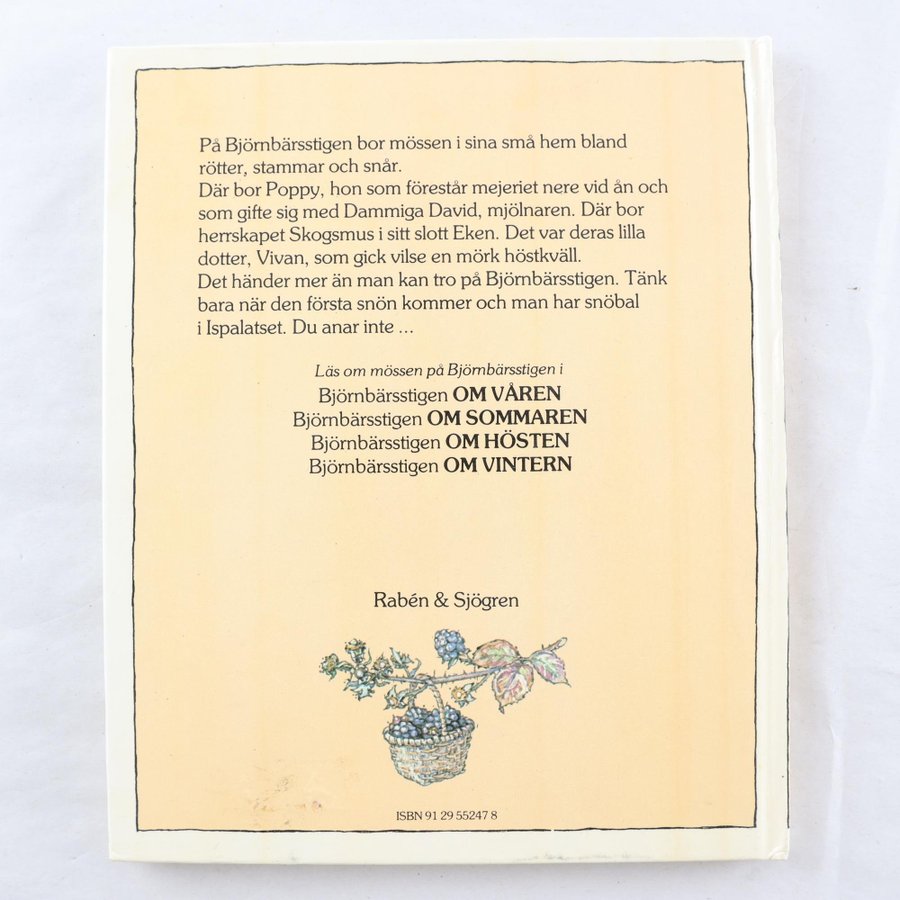 På Björnbärsstigen bor mössen i sina små hem bland
rötter, stammar och snår.
Där bor Poppy, hon som förestår mejeriet nere vid ån och
som gifte sig med Dammiga David, mjölnaren. Där bor
herrskapet Skogsmus i sitt slott Eken. Det var deras lilla
dotter, Vivan, som gick vilse en mörk höstkväll.
Det händer mer än man kan tro på Björnbärsstigen. Tänk
bara när den första snön kommer och man har snöbal
i Ispalatset. Du anar inte ...
Läs om mössen på Björnbärsstigen i
Björnbärsstigen OM VÅREN
Björnbärsstigen OM SOMMAREN
Björnbärsstigen OM HÖSTEN
Björnbärsstigen OM VINTERN
Rabén & Sjögren
ISBN 91 29 55247 8